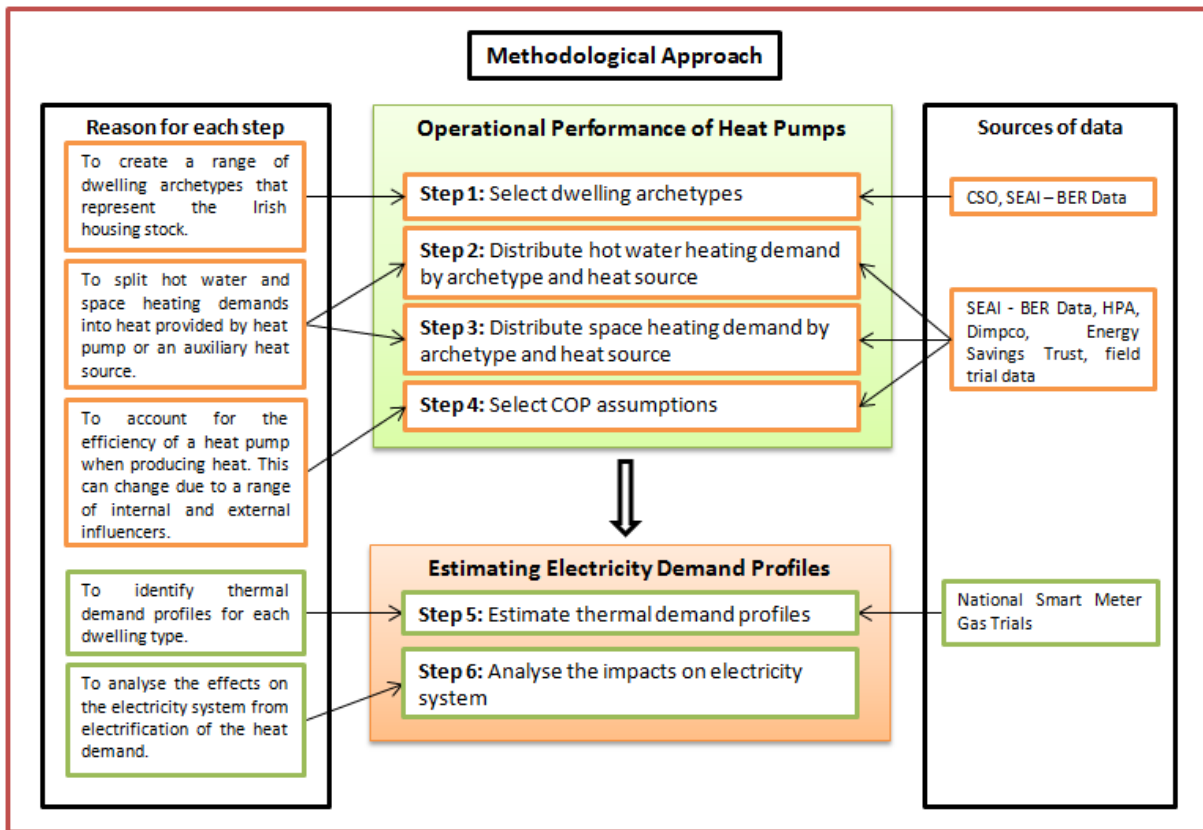 Methodological Approach
Reason for each step
To create a range of
dwelling archetypes that
represent the Irish
housing stock.
To split hot water and
space heating demands
into heat provided by heat
pump or an auxiliary heat
source.
To account for the
efficiency of a heat pump
when producing heat. This
can change due to a range
of internal and external
influencers.
To identify thermal
demand profiles for each
dwelling type.
To analyse the effects on
the electricity system from
electrification of the heat
demand.
Operational Performance of Heat Pumps
Step 1: Select dwelling archetypes
Step 2: Distribute hot water heating demand
by archetype and heat source
Step 3: Distribute space heating demand by
archetype and heat source
Step 4: Select COP assumptions
Estimating Electricity Demand Profiles
Step 5: Estimate thermal demand profiles
Step 6: Analyse the impacts on electricity
system
Sources of data
CSO, SEAI – BER Data
SEAI - BER Data, HPA,
Dimpco, Energy
Savings Trust, field
trial data
National Smart Meter
Gas Trials